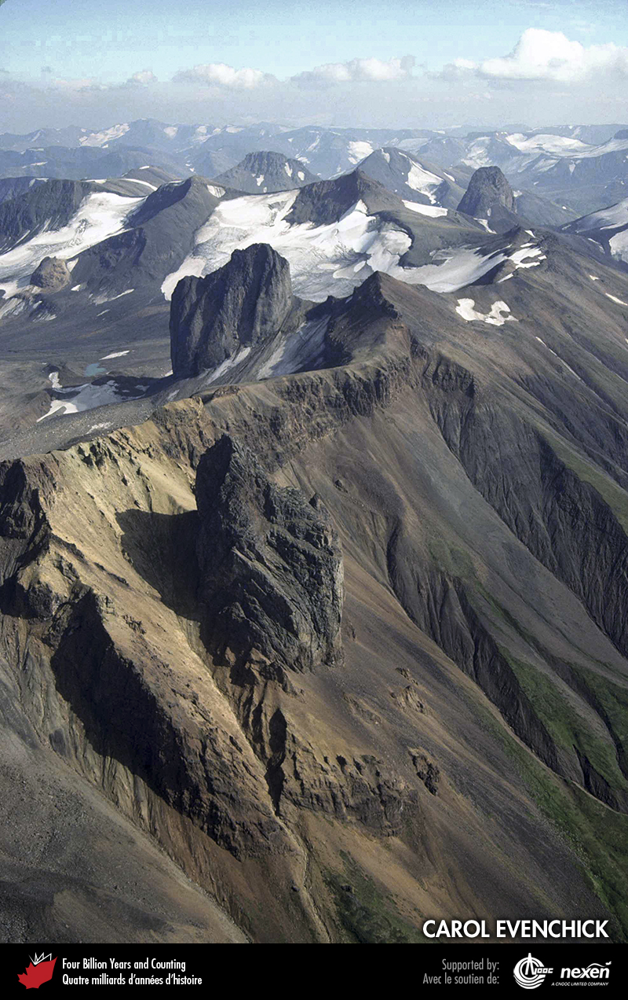 CAROL EVENCHICK
Four Billion Years and Counting
Quatre milliards d'années d'histoire
Supported by:
Avec le soutien de:
CNOOC
nexen
A CNOOC LIMITED COMPANY